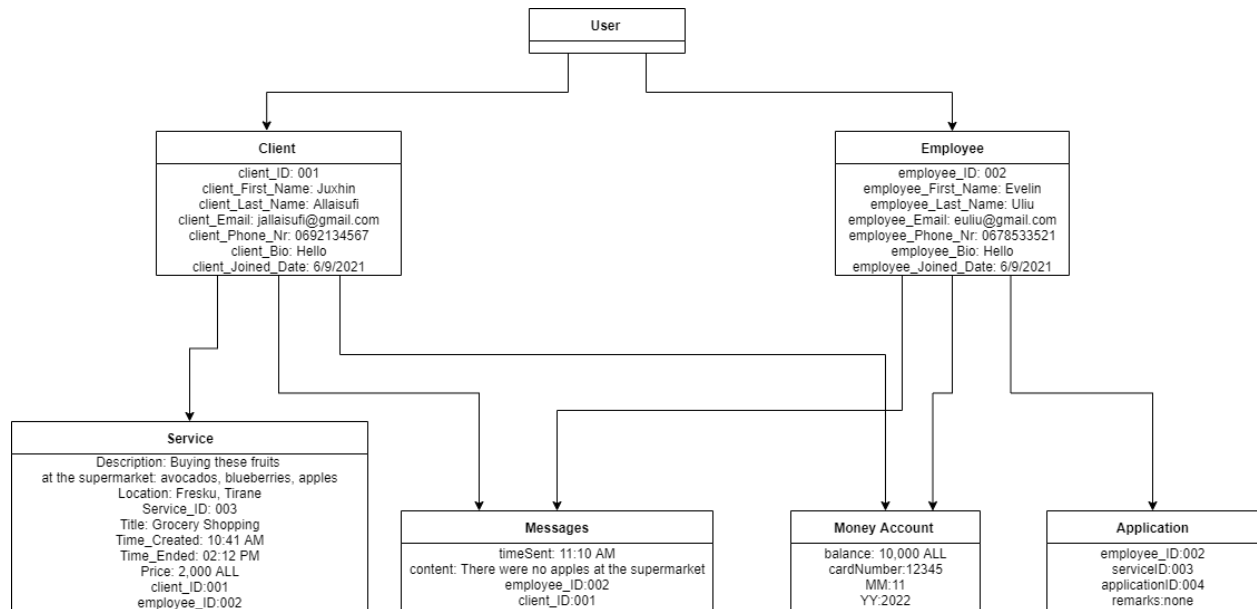 User
Client
client_ID: 001
client_First_Name: Juxhin
client_Last_Name: Allaisufi
client_Email: jallaisufi@gmail.com
client_Phone_Nr: 0692134567
client_Bio: Hello
client_Joined_Date: 6/9/2021
Employee
employee_ID: 002
employee_First_Name: Evelin
employee_Last_Name: Uliu
employee_Email: euliu@gmail.com
employee_Phone_Nr: 0678533521
employee_Bio: Hello
employee_Joined_Date: 6/9/2021
Service
Description: Buying these fruits
at the supermarket: avocados, blueberries, apples
Location: Fresku, Tirane
Service_ID: 003
Title: Grocery Shopping
Time_Created: 10:41 AM
Time_Ended: 02:12 PM
Price: 2,000 ALL
client_ID:001
employee_ID:002
Messages
timeSent: 11:10 AM
content: There were no apples at the supermarket
employee_ID:002
client_ID:001
Money Account
balance: 10,000 ALL
cardNumber:12345
MM:11
YY:2022
Application
employee_ID:002
serviceID:003
applicationID:004
remarks:none